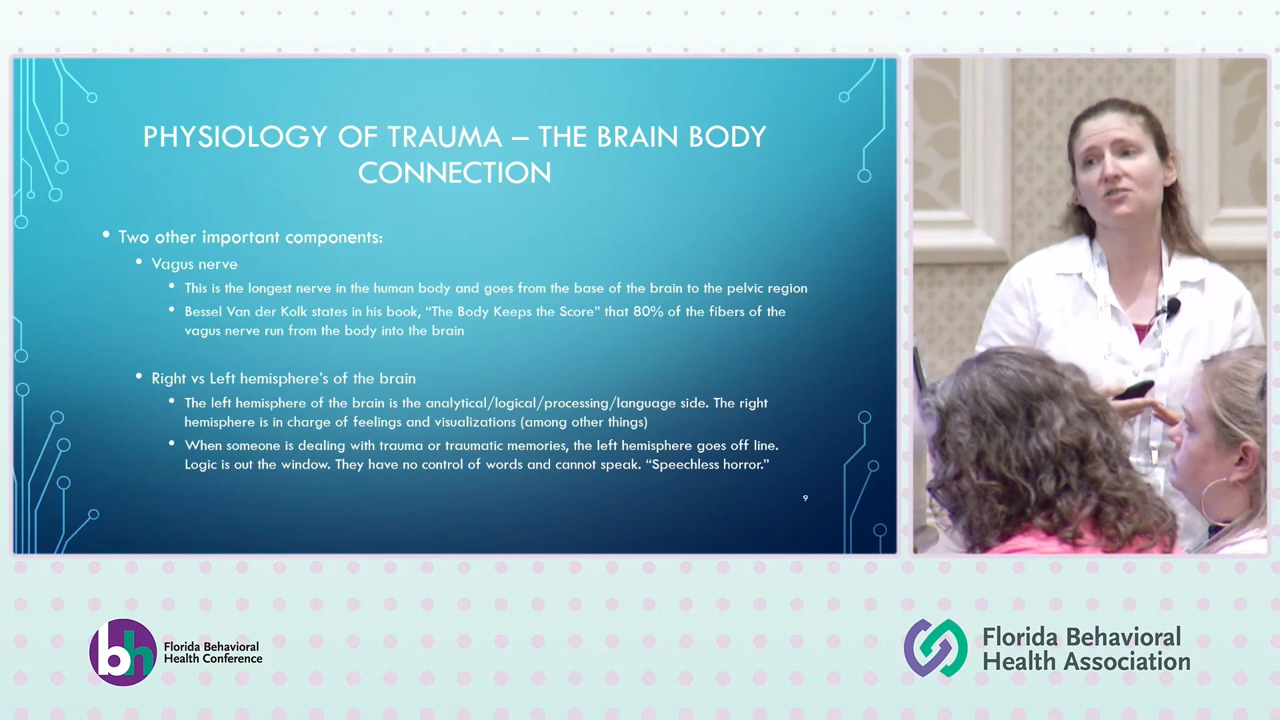 PHYSIOLOGY OF TRAUMA – THE BRAIN BODY
CONNECTION
• Two other important components:
• Vagus nerve
• This is the longest nerve in the human body and goes from the base of the brain to the pelvic region
• Bessel Van der Kolk states in his book, “The Body Keeps the Score” that 80% of the fibers of the
vagus nerve run from the body into the brain
• Right vs Left hemisphere's of the brain
• The left hemisphere of the brain is the analytical/logical/processing/language side. The right
hemisphere is in charge of feelings and visualizations (among other things)
• When someone is dealing with trauma or traumatic memories, the left hemisphere goes off line.
Logic is out the window. They have no control of words and cannot speak. “Speechless horror.”
9
bh
Florida Behavioral
Health Conference
Florida Behavioral
Health Association